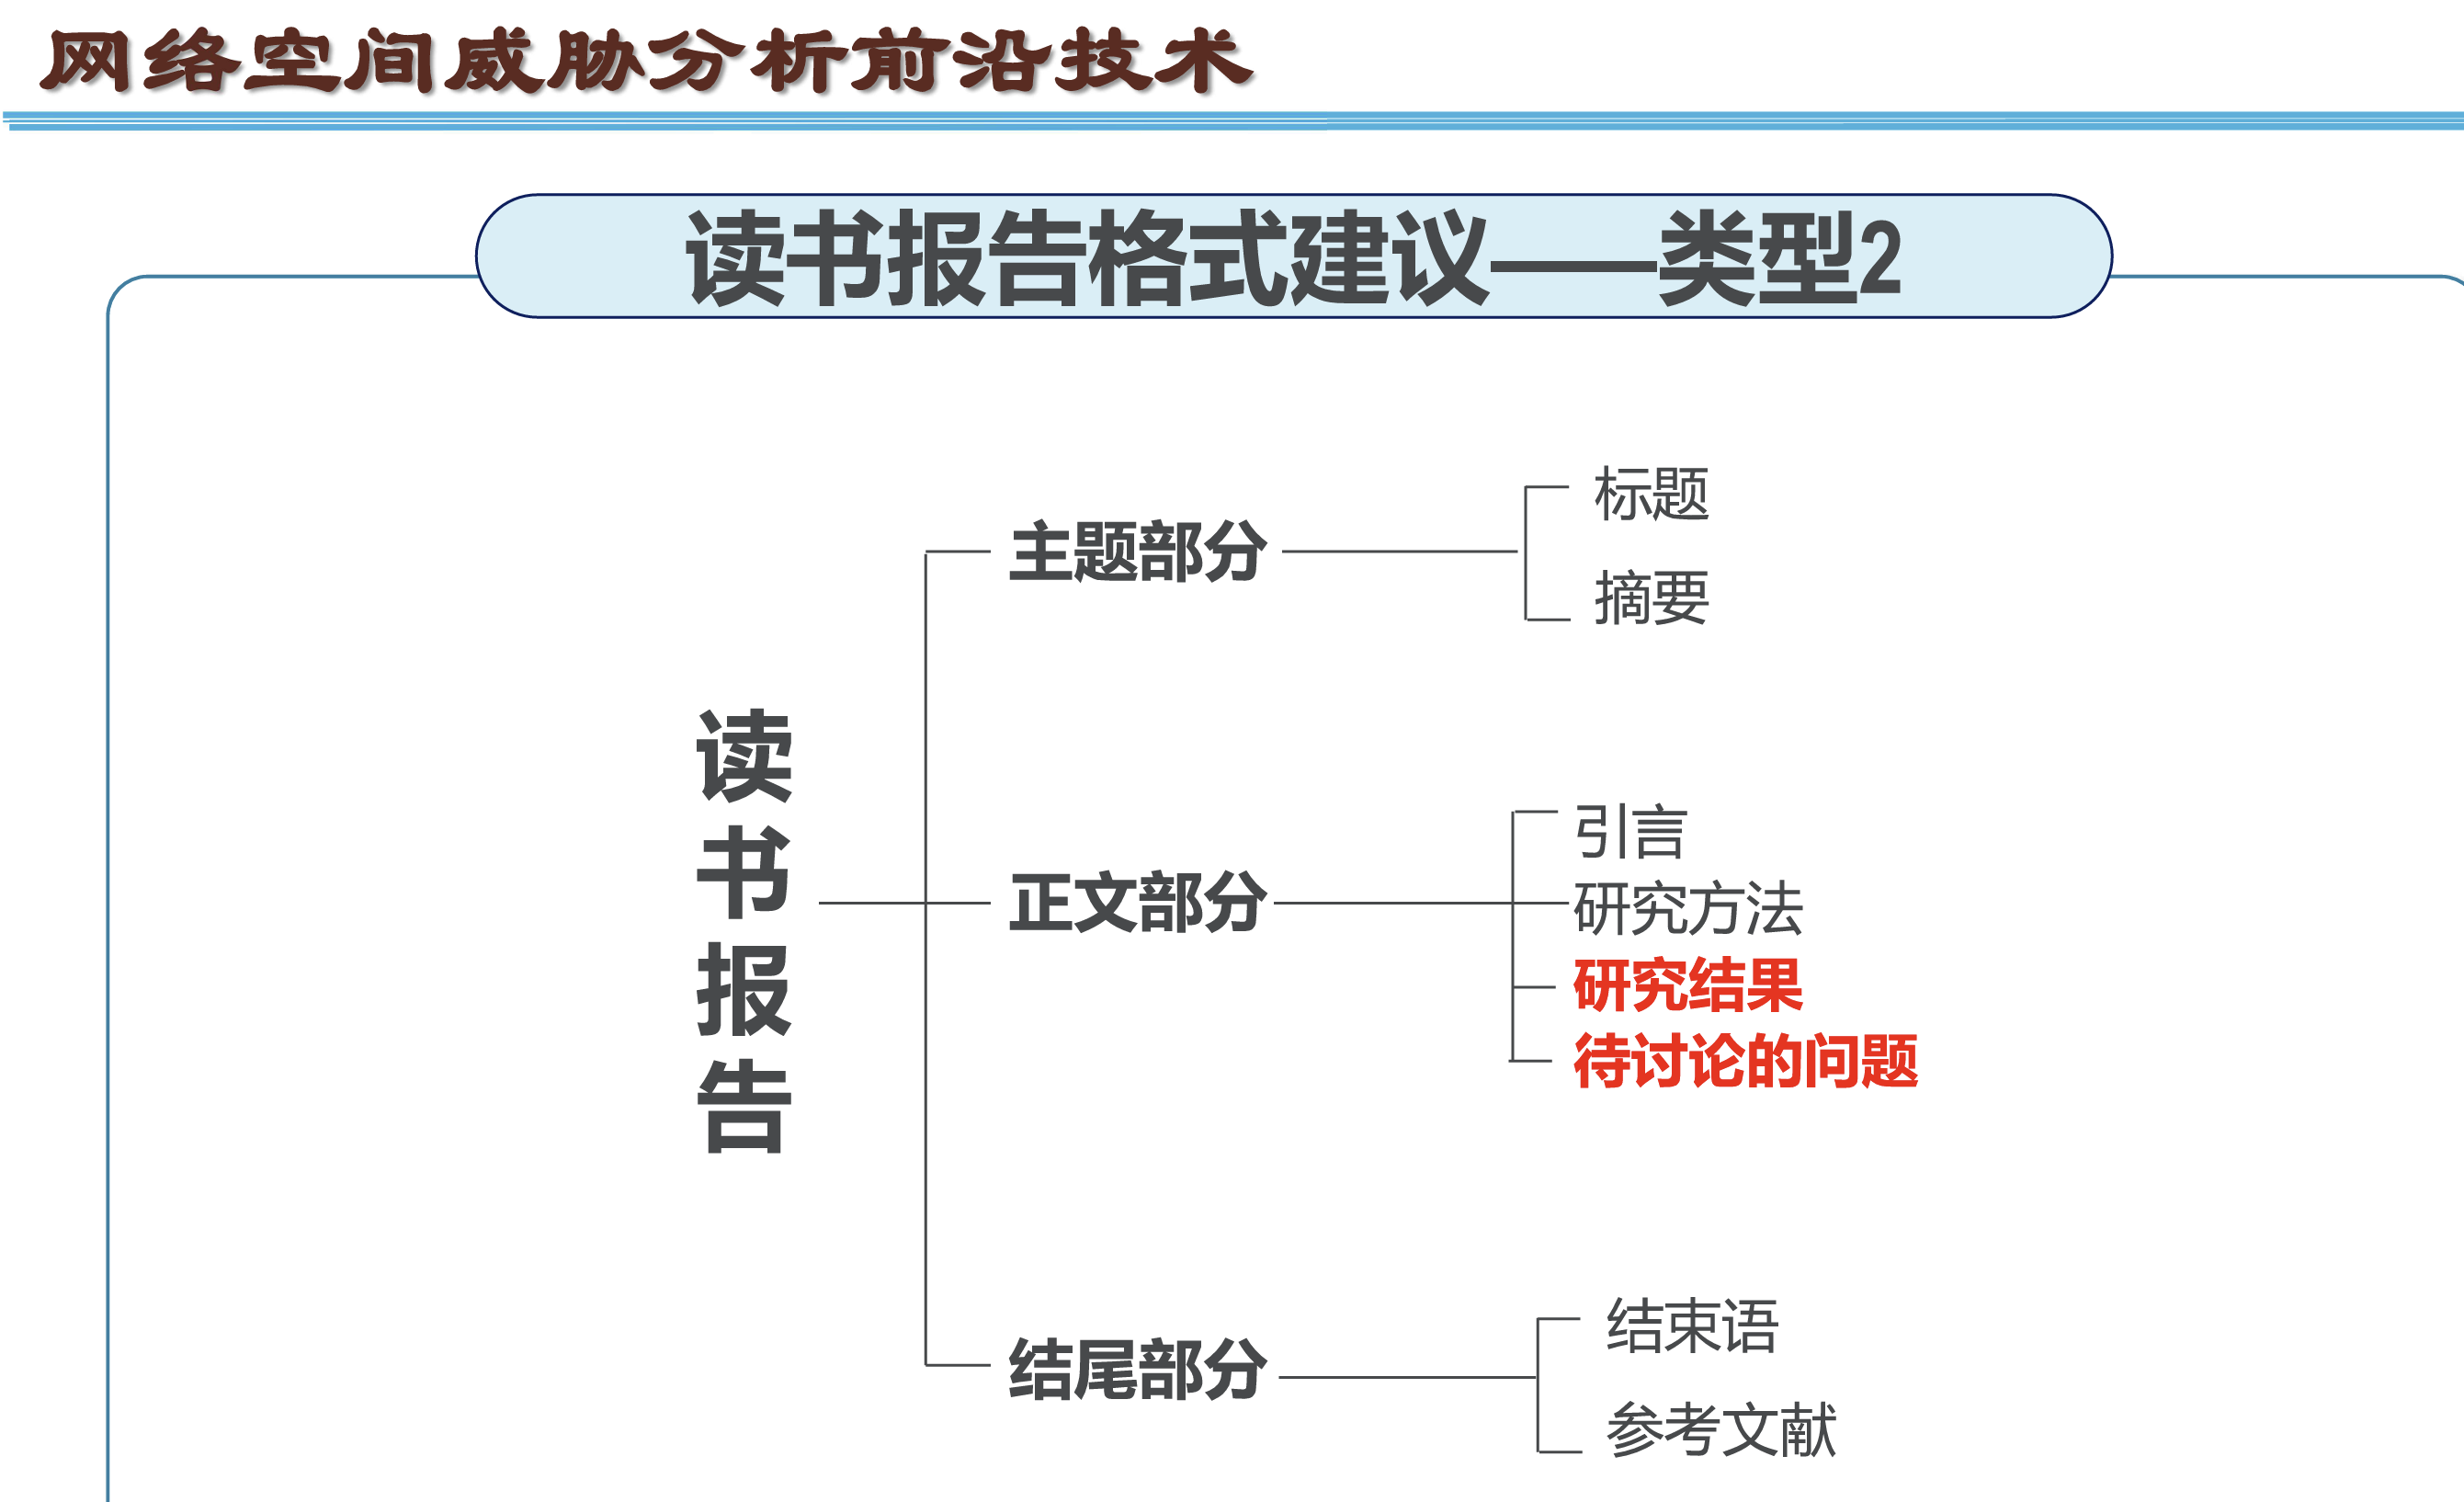 网络空间威胁分析前沿技术
读书报告格式建议——类型2
读书报告
主题部分
标题
摘要
正文部分
引言
研究方法
研究结果
待讨论的问题
结尾部分
结束语
参考文献